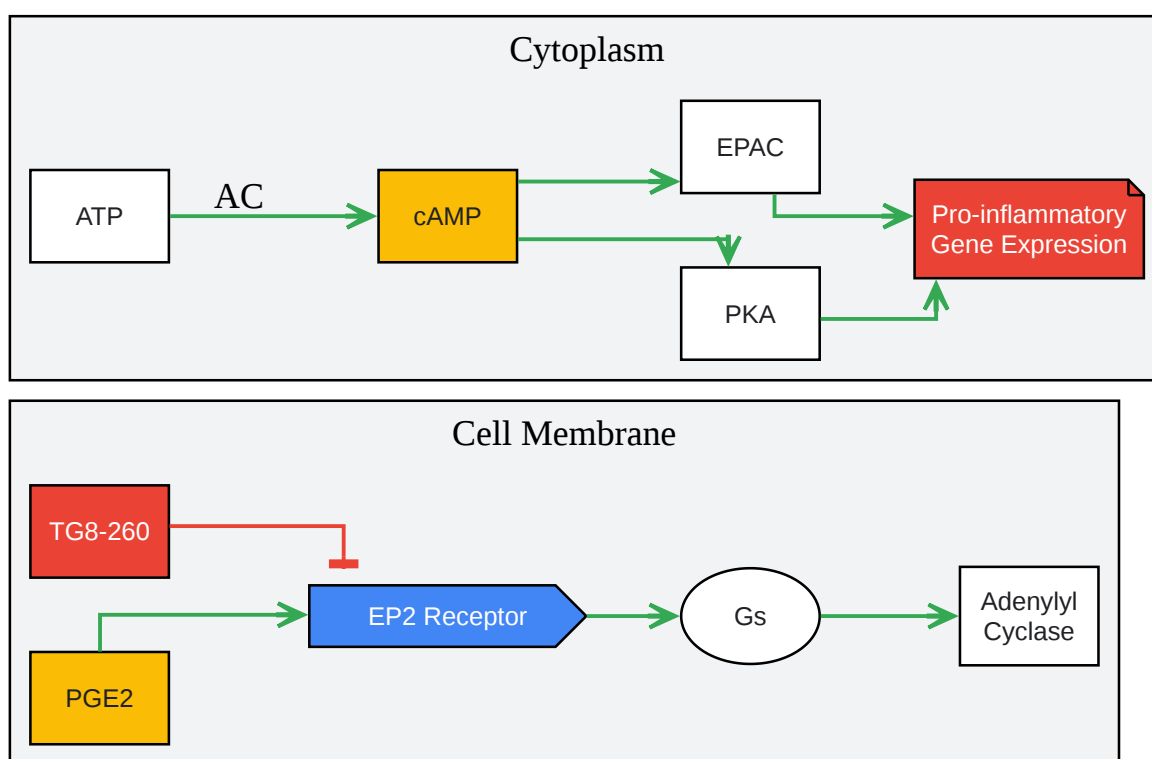 Cytoplasm
EPAC
ATP
AC
cAMP
Pro-inflammatory
Gene Expression
PKA
Cell Membrane
TG8-260
EP2 Receptor
Gs
Adenylyl
Cyclase
PGE2